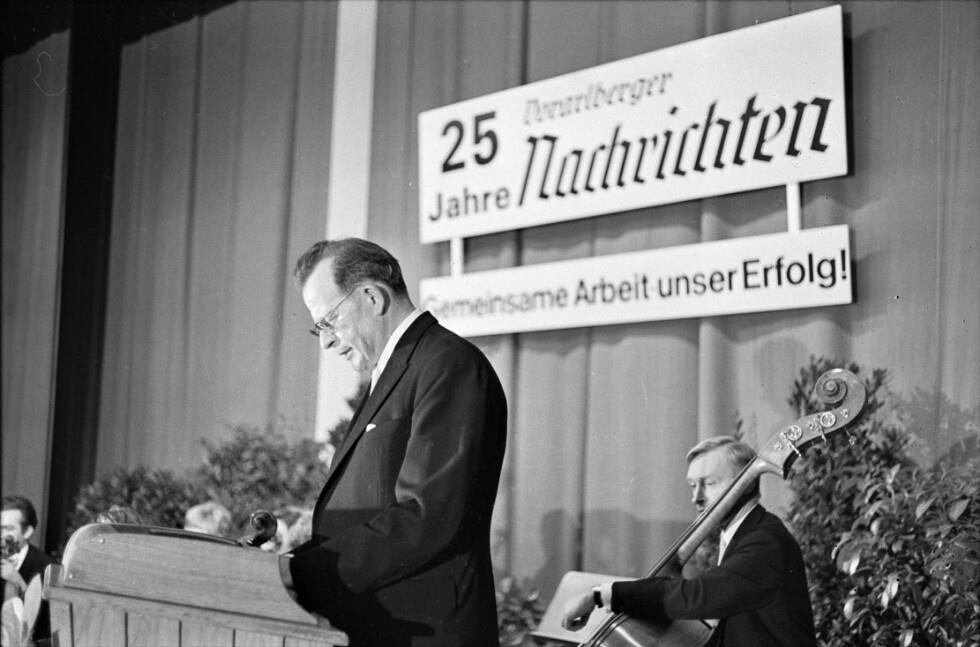 25 Vorarlberger
Jahre Nachrichten
Gemeinsame Arbeit-unser Erfolg!